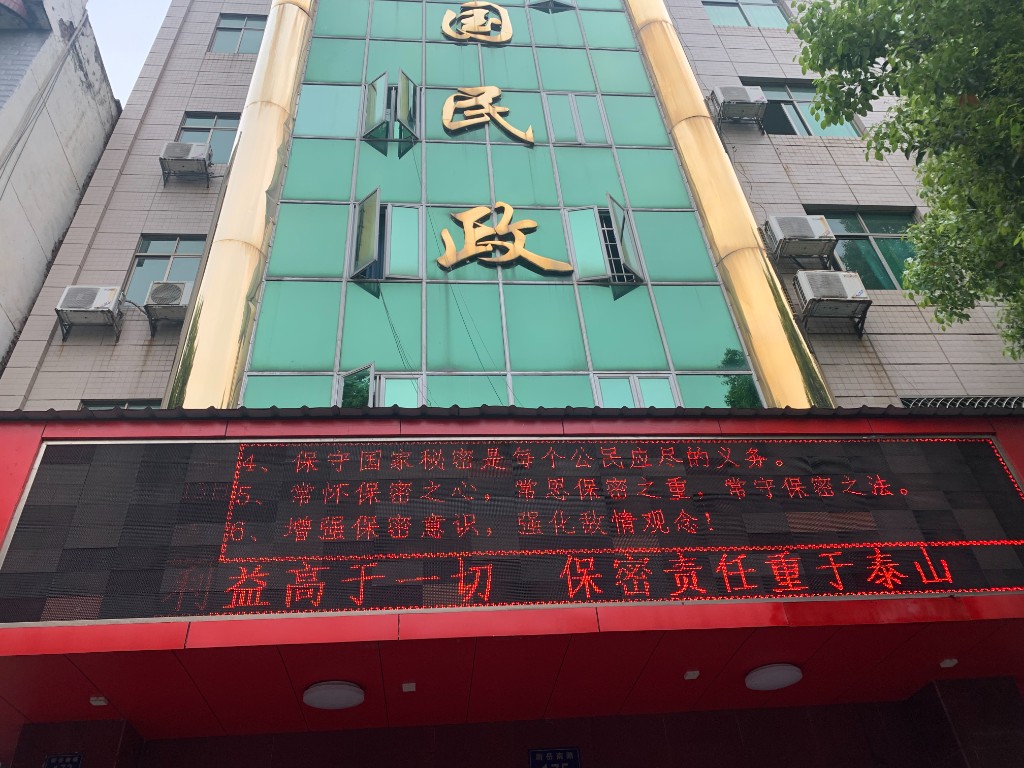 国
民
政
4、保守国家秘密是每个公民应尽的义务。
5、常怀保密之心，常思保密之重，常守保密之法。
6、增强保密意识，强化敌情观念！
利益高于一切　保密责任重于泰山